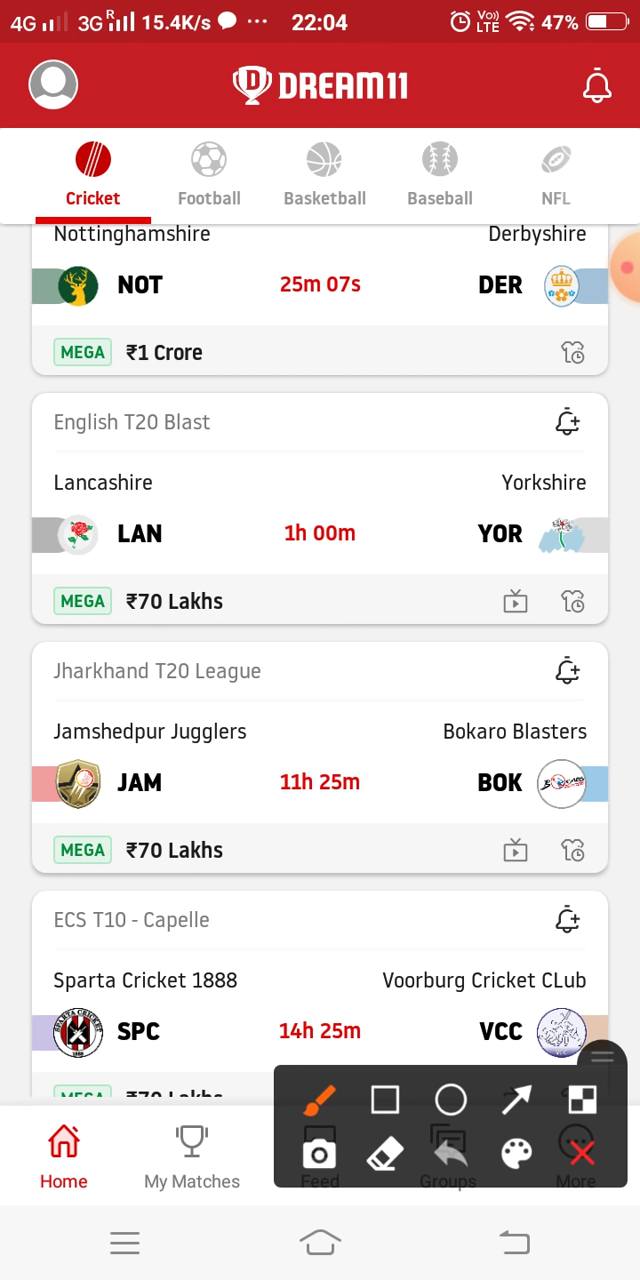 4G 3G R 15.4K/s ... 22:04 Vo) LTE 47%
DREAM11
Cricket Football Basketball Baseball NFL
Nottinghamshire Derbyshire
NOT 25m 07s DER
MEGA ₹1 Crore
English T20 Blast
Lancashire Yorkshire
LAN 1h 00m YOR
MEGA ₹70 Lakhs
Jharkhand T20 League
Jamshedpur Jugglers Bokaro Blasters
JAM 11h 25m BOK
MEGA ₹70 Lakhs
ECS T10 - Capelle
Sparta Cricket 1888 Voorburg Cricket CLub
SPC 14h 25m VCC
MEGA ₹70 Lakhs
Home My Matches Feed Groups More